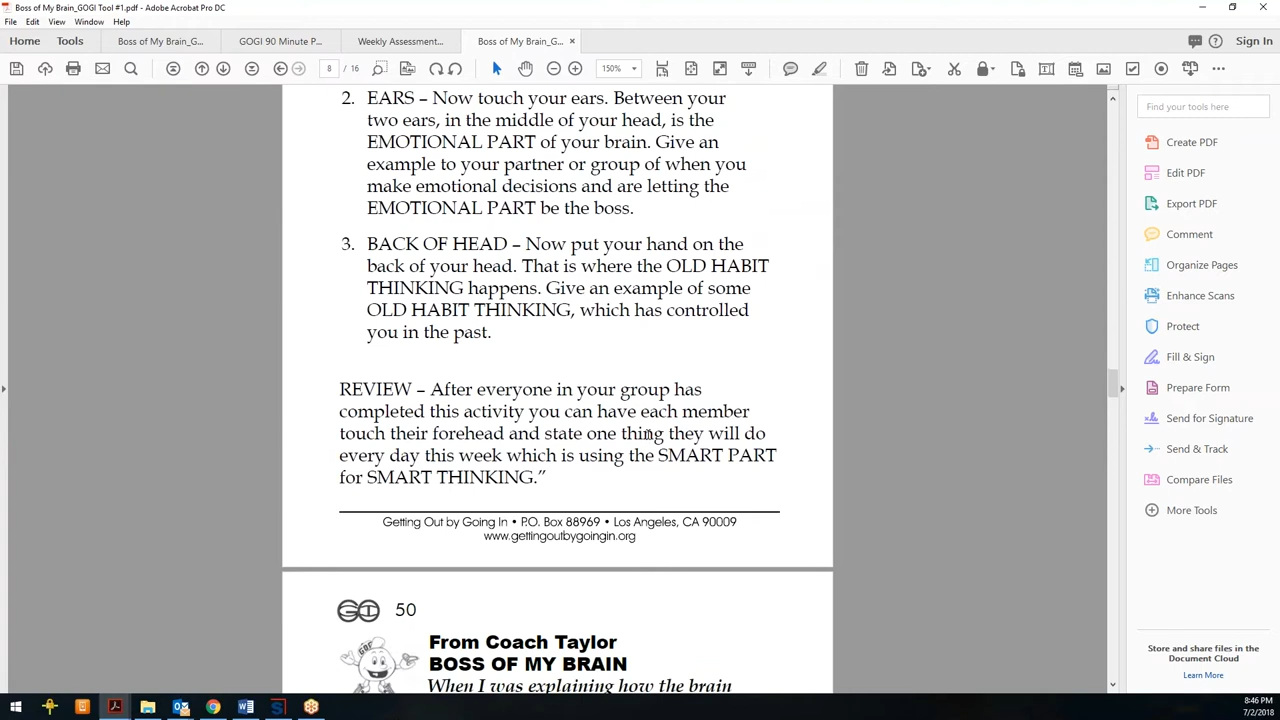 Boss of My Brain_GOGI Tool #1.pdf - Adobe Acrobat Pro DC
File Edit View Window Help
Home Tools Boss of My Brain_G... GOGI 90 Minute P... Weekly Assessment... Boss of My Brain_G... × Sign In
8 / 16 150%
2. EARS – Now touch your ears. Between your
two ears, in the middle of your head, is the
EMOTIONAL PART of your brain. Give an
example to your partner or group of when you
make emotional decisions and are letting the
EMOTIONAL PART be the boss.
3. BACK OF HEAD – Now put your hand on the
back of your head. That is where the OLD HABIT
THINKING happens. Give an example of some
OLD HABIT THINKING, which has controlled
you in the past.
REVIEW – After everyone in your group has
completed this activity you can have each member
touch their forehead and state one thing they will do
every day this week which is using the SMART PART
for SMART THINKING.”
Getting Out by Going In • P.O. Box 88969 • Los Angeles, CA 90009
www.gettingoutbygoingin.org
GOGI 50
From Coach Taylor
BOSS OF MY BRAIN
When I was explaining how the brain
Find your tools here
Create PDF
Edit PDF
Export PDF
Comment
Organize Pages
Enhance Scans
Protect
Fill & Sign
Prepare Form
Send for Signature
Send & Track
Compare Files
More Tools
Store and share files in the
Document Cloud
Learn More
8:46 PM
7/2/2018